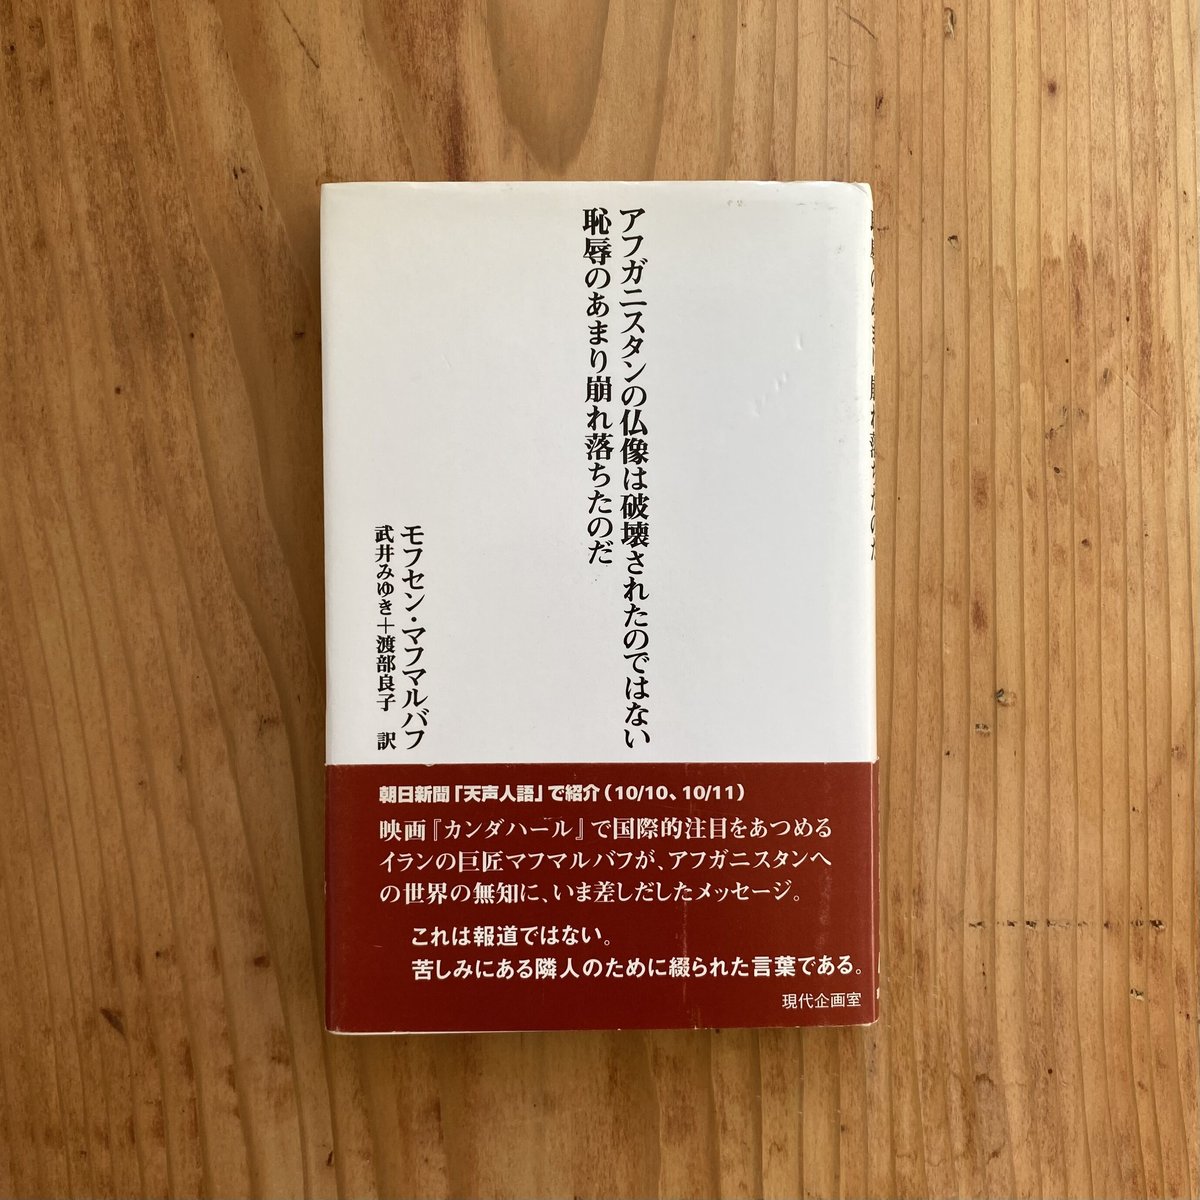 アフガニスタンの仏像は破壊されたのではない
恥辱のあまり崩れ落ちたのだ
モフセン・マフマルバフ
武井みゆき＋渡部良子 訳
朝日新聞「天声人語」で紹介（10/10、10/11）
映画『カンダハール』で国際的注目をあつめる
イランの巨匠マフマルバフが、アフガニスタンへ
の世界の無知に、いま差しだしたメッセージ。
これは報道ではない。
苦しみにある隣人のために綴られた言葉である。
現代企画室